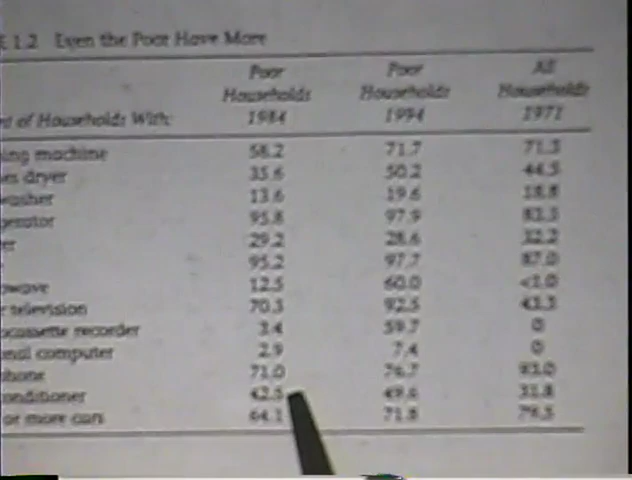 E 1.2 Even the Poor Have More
Poor Poor All
Households Households Households
of Households With: 1984 1994 1971
ing machine 58.2 71.7 71.3
es dryer 35.6 50.2 44.5
washer 13.6 19.6 18.8
gerator 95.8 97.9 83.3
er 29.2 28.6 32.2
95.2 97.7 87.0
owave 12.5 60.0 <1.0
r television 70.3 92.5 43.3
ocassette recorder 3.4 59.7 0
onal computer 2.9 7.4 0
phone 71.0 76.7 93.0
onditioner 42.5 49.6 31.8
or more cars 64.1 71.8 79.5